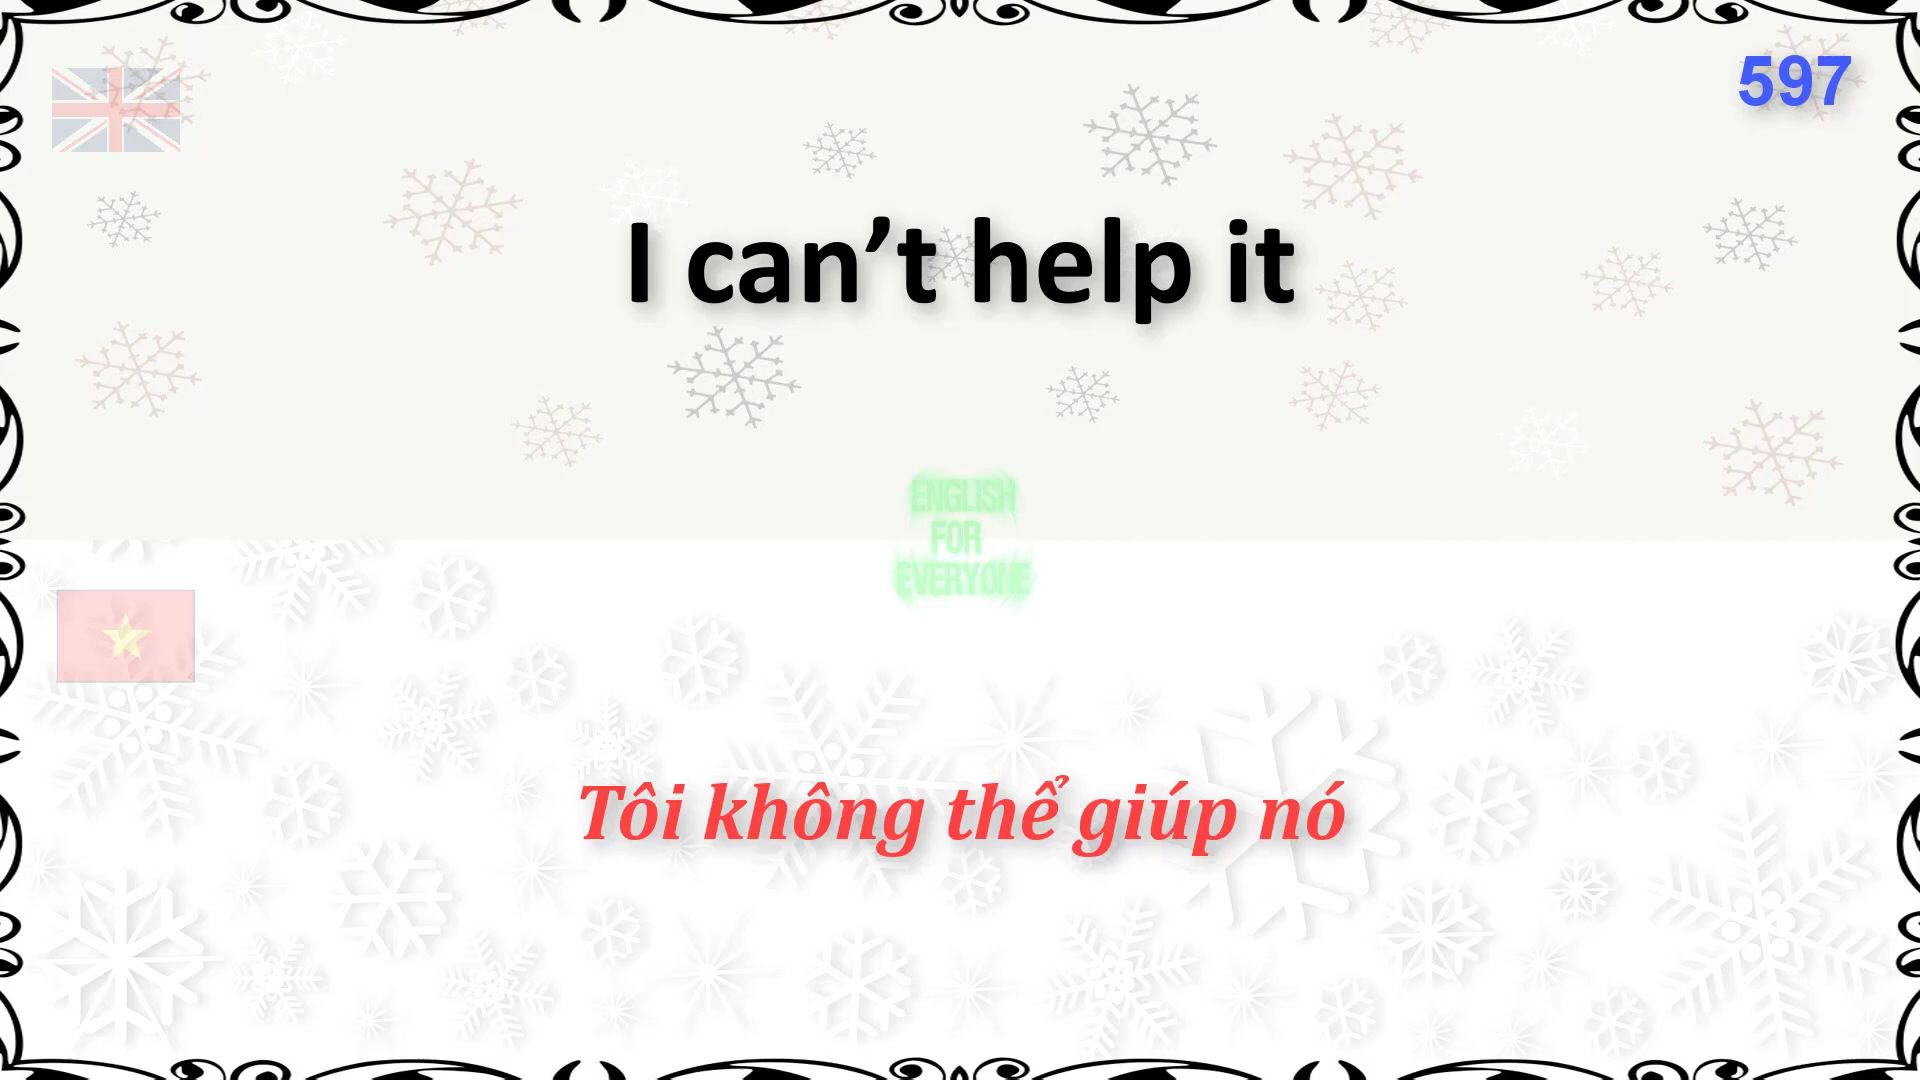 597
I can’t help it
ENGLISH
FOR
EVERYONE
Tôi không thể giúp nó